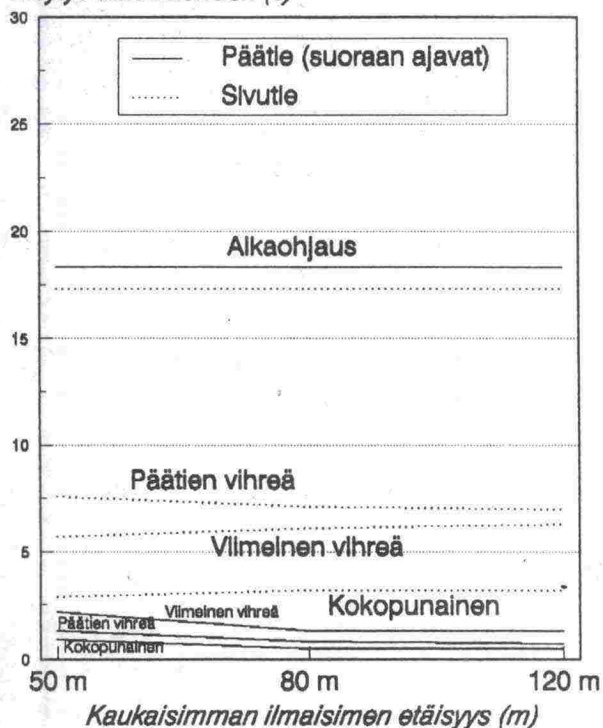 30
Päätie (suoraan ajavat)
Sivutie
25
20
Aikaohjaus
15
10
Päätien vihreä
Viimeinen vihreä
5
Viimeinen vihreä
Kokopunainen
Päätien vihreä
Kokopunainen
0
50 m 80 m 120 m
Kaukaisimman ilmaisimen etäisyys (m)